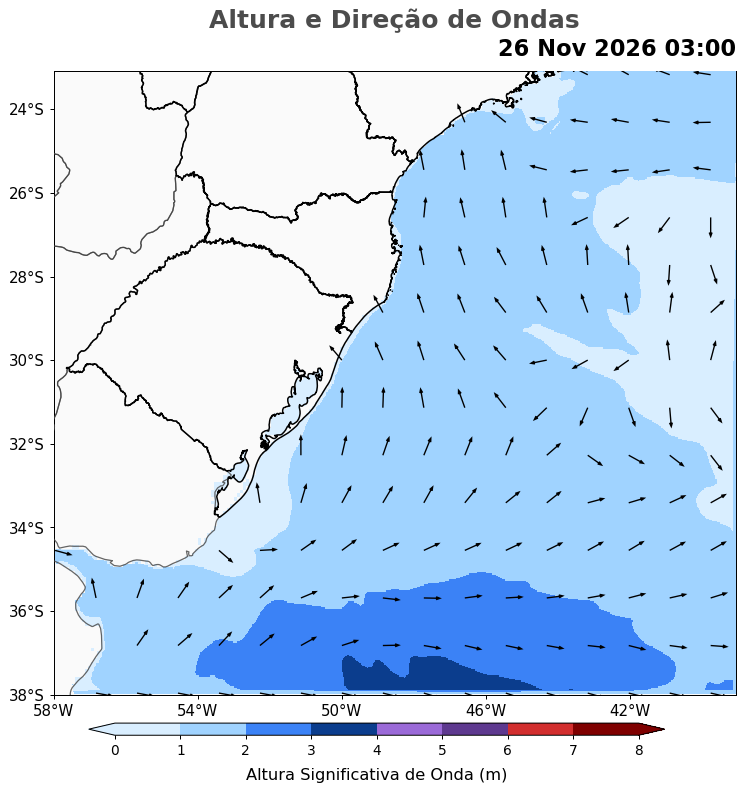 Altura e Direção de Ondas
26 Nov 2026 03:00
24°S
26°S
28°S
30°S
32°S
34°S
36°S
38°S
58°W 54°W 50°W 46°W 42°W
0 1 2 3 4 5 6 7 8
Altura Significativa de Onda (m)